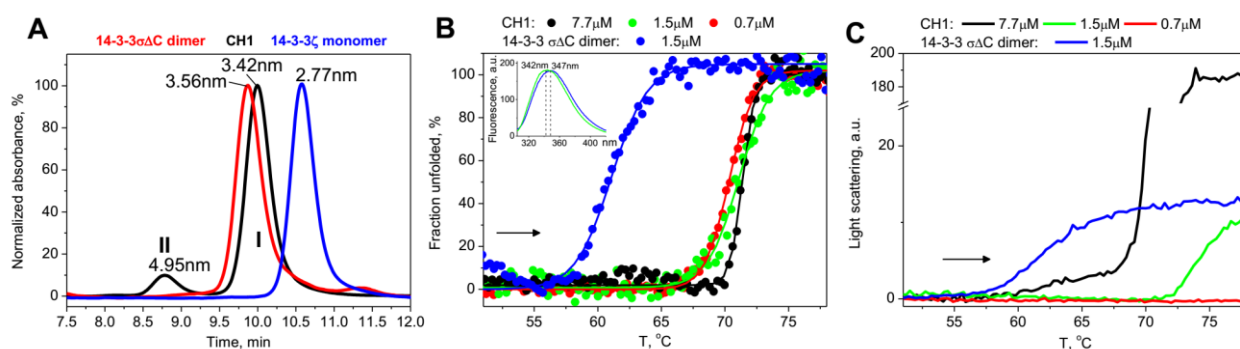 A
14-3-3σΔC dimer CH1 14-3-3ζ monomer
3.56nm 3.42nm 2.77nm
II
4.95nm
I
Normalized absorbance, %
100
80
60
40
20
0
7.5 8.0 8.5 9.0 9.5 10.0 10.5 11.0 11.5 12.0
Time, min
B
CH1: 7.7μM 1.5μM 0.7μM
14-3-3 σΔC dimer: 1.5μM
342nm 347nm
Fluorescence, a.u.
200
100
0
320 360 400 nm
Fraction unfolded, %
100
80
60
40
20
0
55 60 65 70 75
T, °C
C
CH1: 7.7μM 1.5μM 0.7μM
14-3-3 σΔC dimer: 1.5μM
Light scattering, a.u.
200
180
20
0
55 60 65 70 75
T, °C